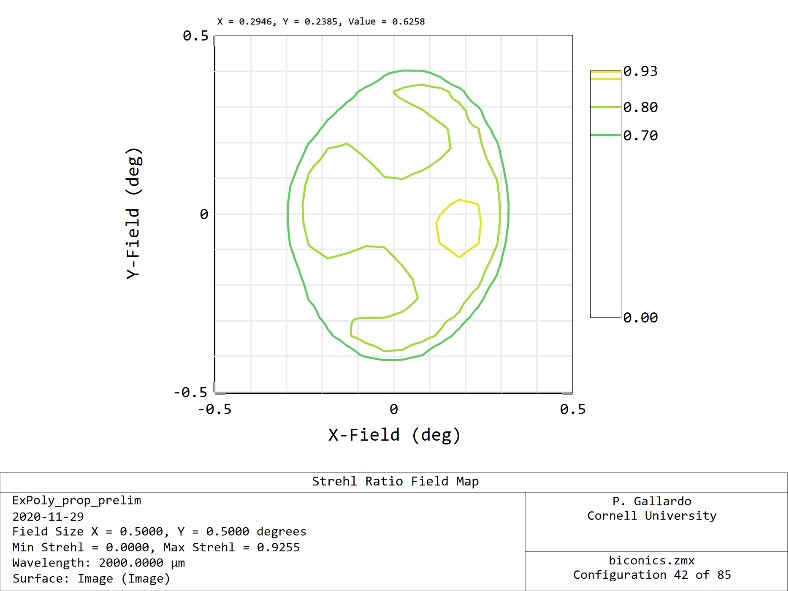 X = 0.2946, Y = 0.2385, Value = 0.6258
0.5
0
-0.5
Y-Field (deg)
-0.5 0 0.5
X-Field (deg)
0.93
0.80
0.70
0.00
Strehl Ratio Field Map
ExPoly_prop_prelim
2020-11-29
Field Size X = 0.5000, Y = 0.5000 degrees
Min Strehl = 0.0000, Max Strehl = 0.9255
Wavelength: 2000.0000 µm
Surface: Image (Image)
P. Gallardo
Cornell University
biconics.zmx
Configuration 42 of 85